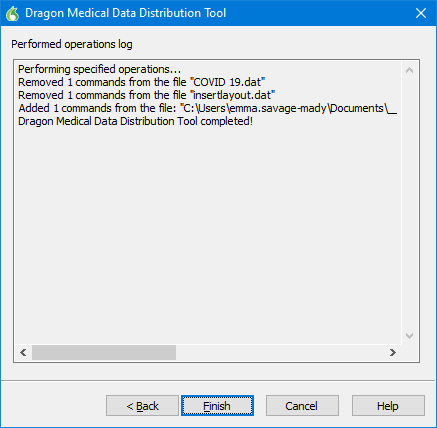 Dragon Medical Data Distribution Tool
Performed operations log
Performing specified operations...
Removed 1 commands from the file "COVID 19.dat"
Removed 1 commands from the file "insertlayout.dat"
Added 1 commands from the file: "C:\Users\emma.savage-mady\Documents\__
Dragon Medical Data Distribution Tool completed!
< Back
Finish
Cancel
Help